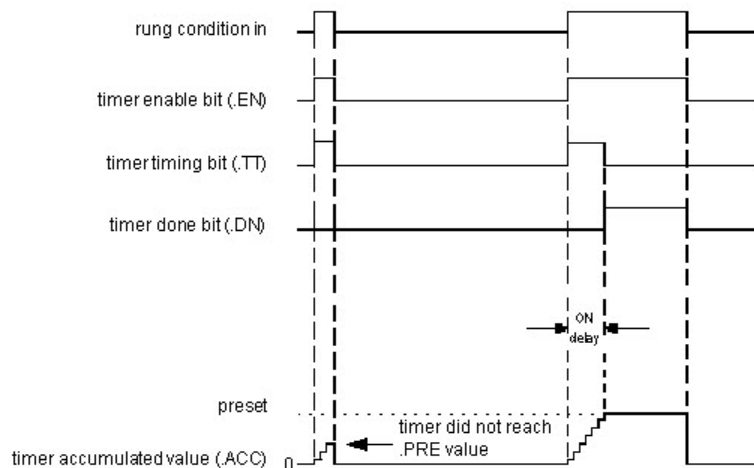 rung condition in
timer enable bit (.EN)
timer timing bit (.TT)
timer done bit (.DN)
ON
delay
preset
timer did not reach
.PRE value
timer accumulated value (.ACC)
0